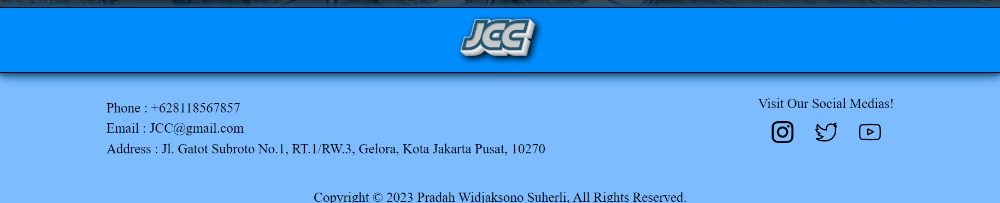 JCC
Phone : +628118567857
Email : JCC@gmail.com
Address : Jl. Gatot Subroto No.1, RT.1/RW.3, Gelora, Kota Jakarta Pusat, 10270
Visit Our Social Medias!
Copyright © 2023 Pradah Widjaksono Suherli, All Rights Reserved.